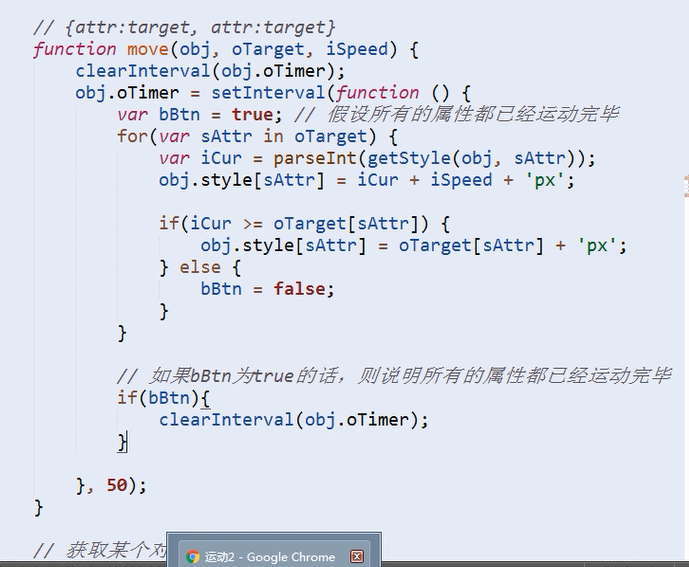 // {attr:target, attr:target}
function move(obj, oTarget, iSpeed) {
clearInterval(obj.oTimer);
obj.oTimer = setInterval(function () {
var bBtn = true; // 假设所有的属性都已经运动完毕
for(var sAttr in oTarget) {
var iCur = parseInt(getStyle(obj, sAttr));
obj.style[sAttr] = iCur + iSpeed + 'px';
if(iCur >= oTarget[sAttr]) {
obj.style[sAttr] = oTarget[sAttr] + 'px';
} else {
bBtn = false;
}
}
// 如果bBtn为true的话，则说明所有的属性都已经运动完毕
if(bBtn){
clearInterval(obj.oTimer);
}
}, 50);
}
// 获取某个对
运动2 - Google Chrome